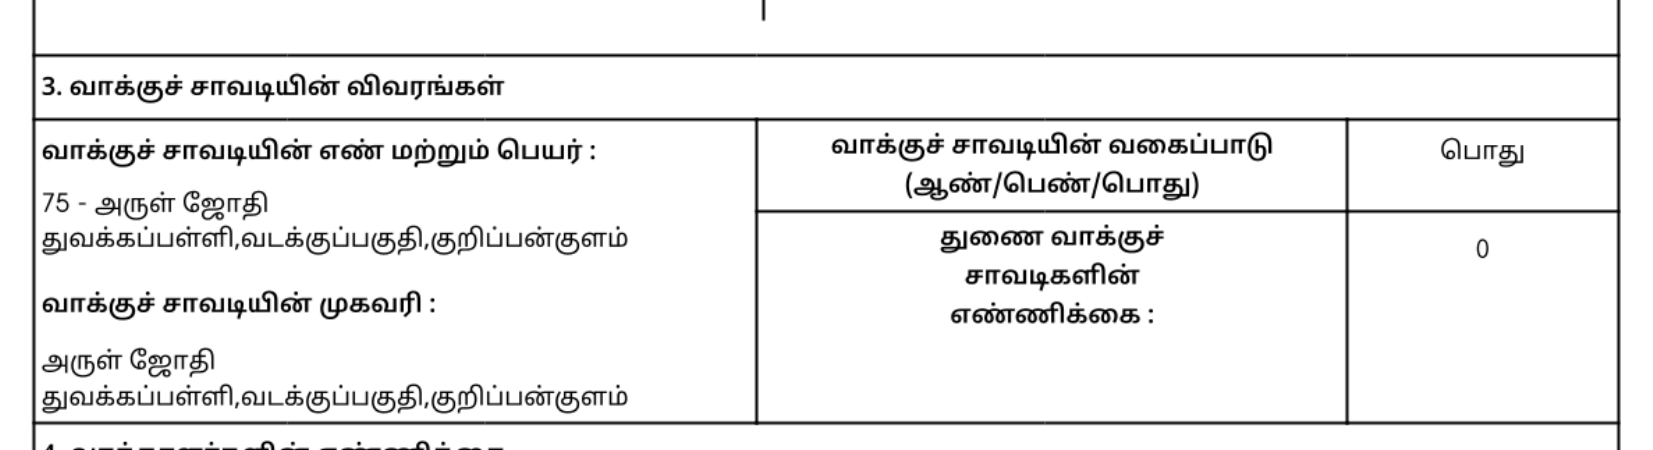 3. வாக்குச் சாவடியின் விவரங்கள்
வாக்குச் சாவடியின் எண் மற்றும் பெயர் :
75 - அருள் ஜோதி
துவக்கப்பள்ளி,வடக்குப்பகுதி,குறிப்பன்குளம்
வாக்குச் சாவடியின் முகவரி :
அருள் ஜோதி
துவக்கப்பள்ளி,வடக்குப்பகுதி,குறிப்பன்குளம்
வாக்குச் சாவடியின் வகைப்பாடு
(ஆண்/பெண்/பொது)
பொது
துணை வாக்குச்
சாவடிகளின்
எண்ணிக்கை :
0